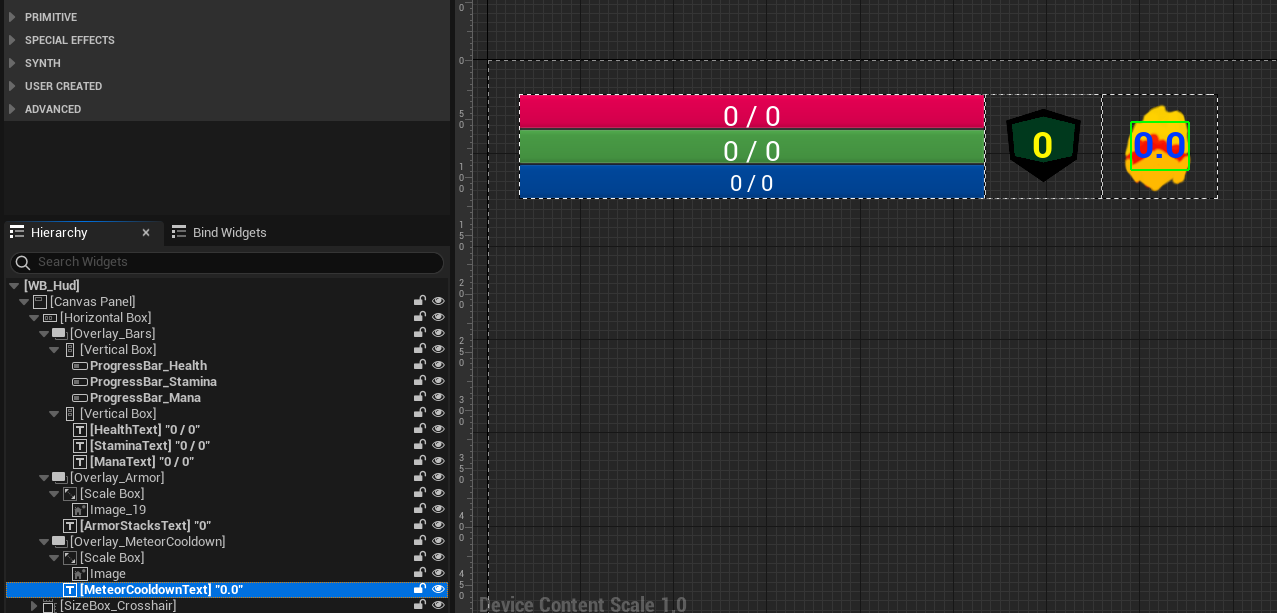 PRIMITIVE
SPECIAL EFFECTS
SYNTH
USER CREATED
ADVANCED
Hierarchy
Bind Widgets
Search Widgets
[WB_Hud]
[Canvas Panel]
[Horizontal Box]
[Overlay_Bars]
[Vertical Box]
ProgressBar_Health
ProgressBar_Stamina
ProgressBar_Mana
[Vertical Box]
[HealthText] "0 / 0"
[StaminaText] "0 / 0"
[ManaText] "0 / 0"
[Overlay_Armor]
[Scale Box]
Image_19
[ArmorStacksText] "0"
[Overlay_MeteorCooldown]
[Scale Box]
Image
[MeteorCooldownText] "0.0"
[SizeBox_Crosshair]
0
0
50
100
150
200
250
300
350
400
450
0 / 0
0 / 0
0 / 0
0
0.0
Device Content Scale 1.0